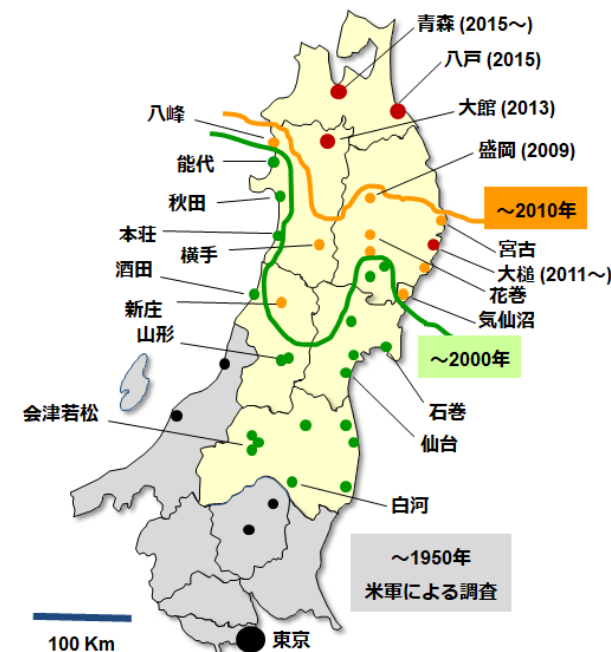 青森 (2015～)
八戸 (2015)
大館 (2013)
八峰
盛岡 (2009)
能代
秋田
～2010年
本荘
宮古
横手
大槌 (2011～)
酒田
花巻
新庄
気仙沼
山形
～2000年
石巻
会津若松
仙台
白河
～1950年
米軍による調査
100 Km
東京